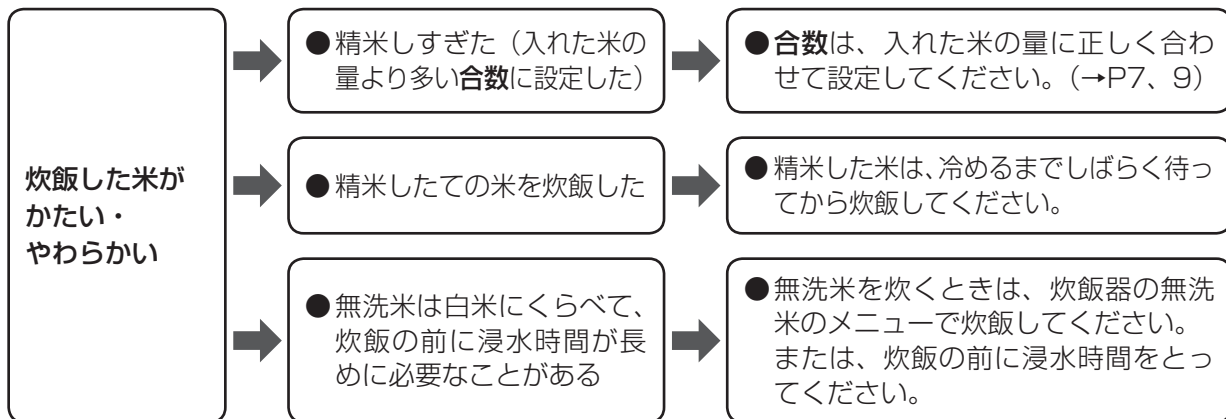 炊飯した米が
かたい・
やわらかい
●精米しすぎた（入れた米の
量より多い合数に設定した）
●合数は、入れた米の量に正しく合わ
せて設定してください。（→P7、9）
●精米したての米を炊飯した
●精米した米は、冷めるまでしばらく待っ
てから炊飯してください。
●無洗米は白米にくらべて、
炊飯の前に浸水時間が長
めに必要なことがある
●無洗米を炊くときは、炊飯器の無洗
米のメニューで炊飯してください。
または、炊飯の前に浸水時間をとっ
てください。